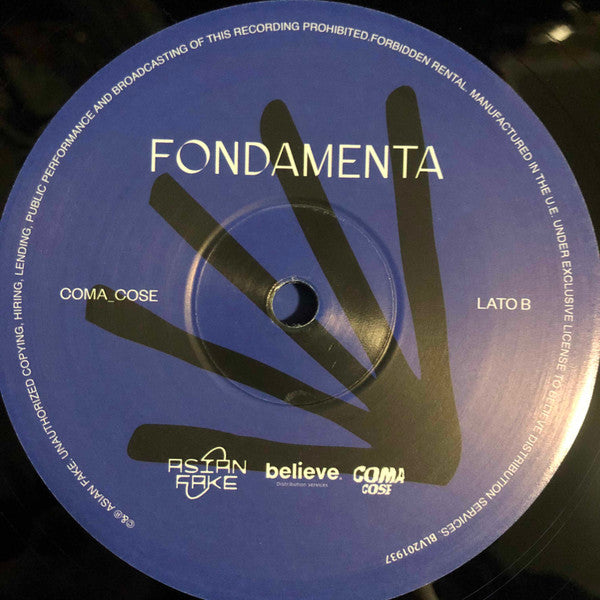 FONDAMENTA
COMA_COSE
LATO B
ASIAN
FAKE
believe.
Distribution services
COMA
COSE
©&℗ ASIAN FAKE. UNAUTHORIZED COPYING. HIRING, LENDING, PUBLIC PERFORMANCE AND BROADCASTING OF THIS RECORDING PROHIBITED.FORBIDDEN RENTAL. MANUFACTURED IN THE U.E. UNDER EXCLUSIVE LICENSE TO BELIEVE DISTRIBUTION SERVICES. BLV201937